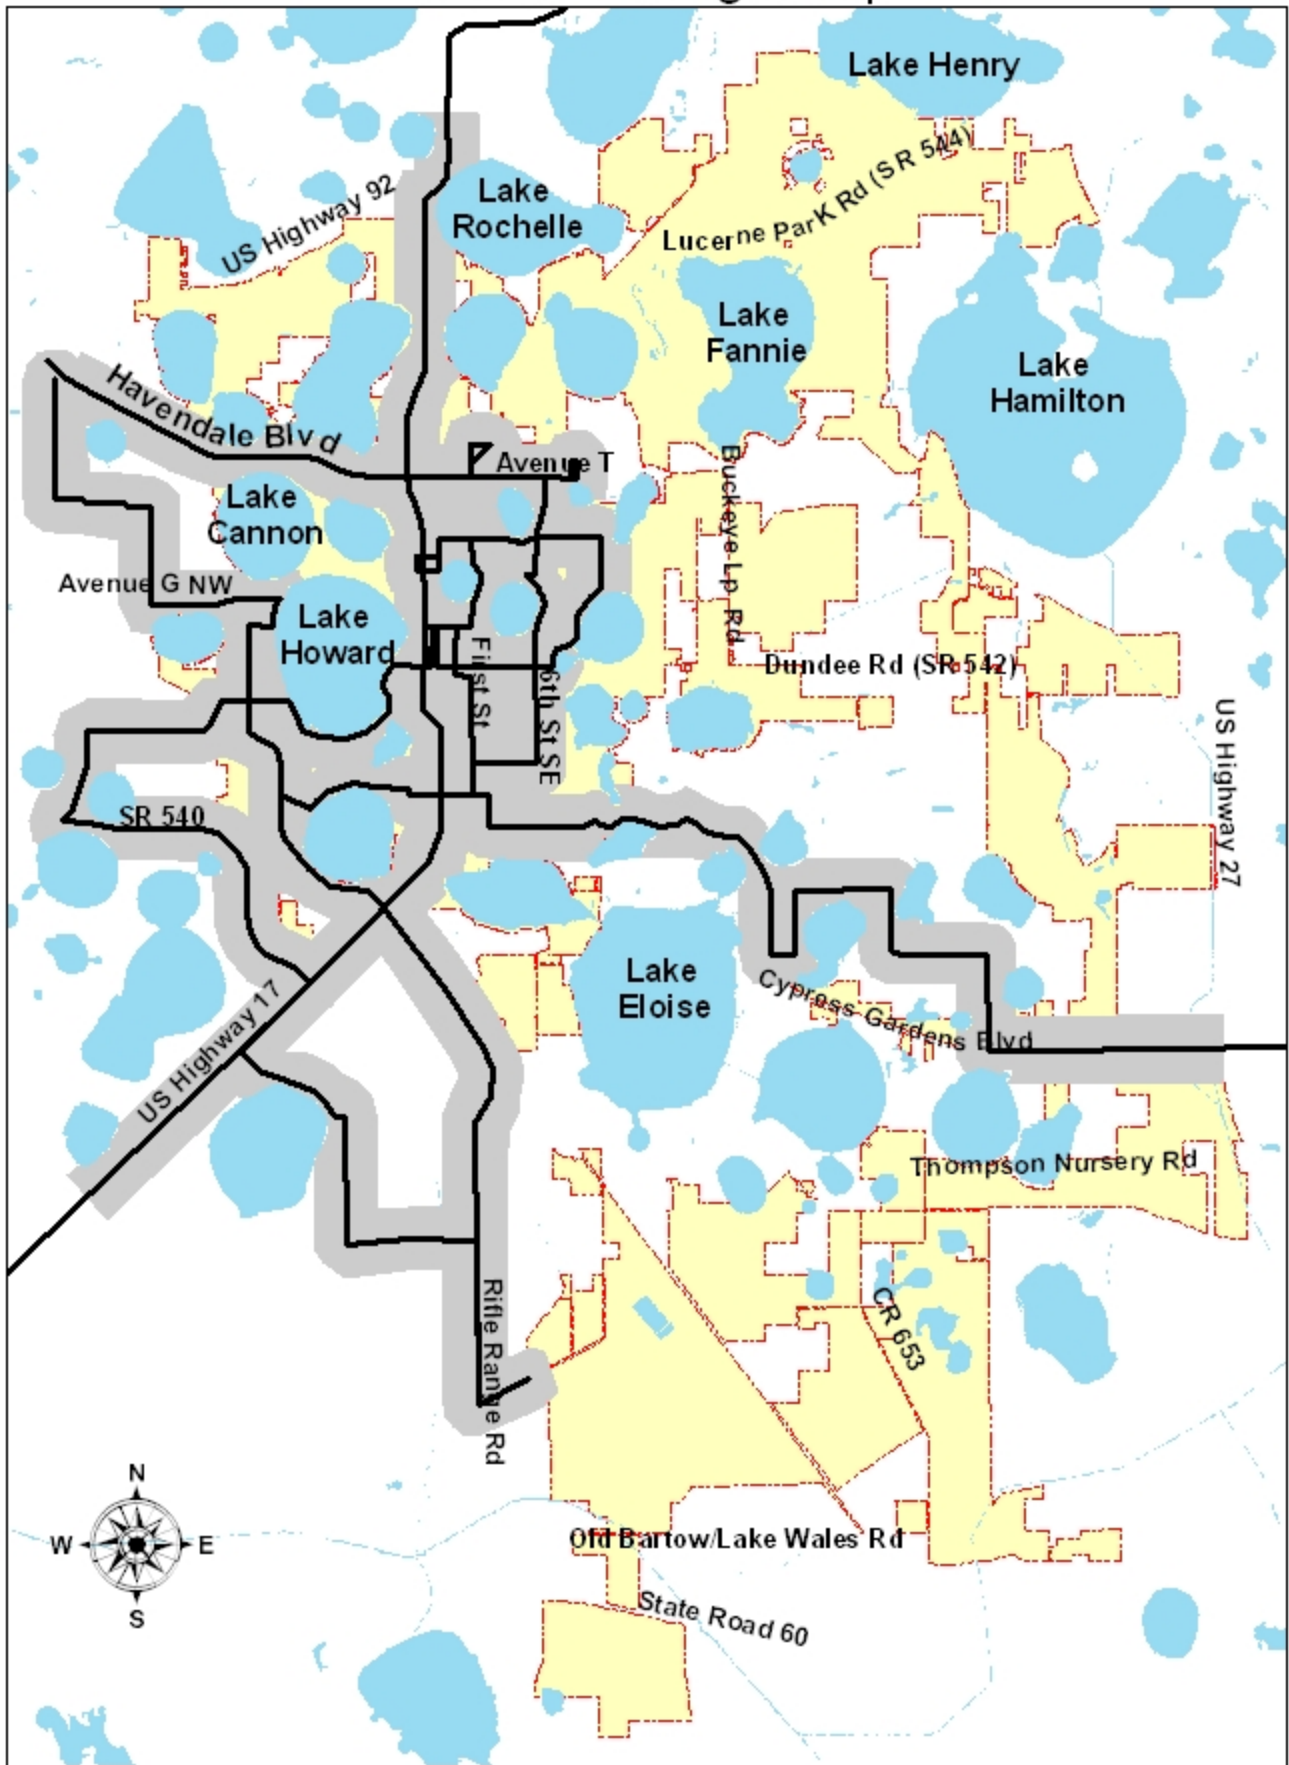 Lake Henry
US Highway 92
Lake
Rochelle
Lucerne ParK Rd (SR 544)
Lake
Fannie
Lake
Hamilton
Havendale Blvd
Avenue T
Lake
Cannon
Buckeye Lp Rd
Avenue G NW
Lake
Howard
First St
6th St SE
Dundee Rd (SR 542)
US Highway 27
SR 540
Lake
Eloise
Cypress Gardens Blvd
US Highway 17
Thompson Nursery Rd
Rifle Range Rd
CR 653
N
W
E
S
Old Bartow/Lake Wales Rd
State Road 60